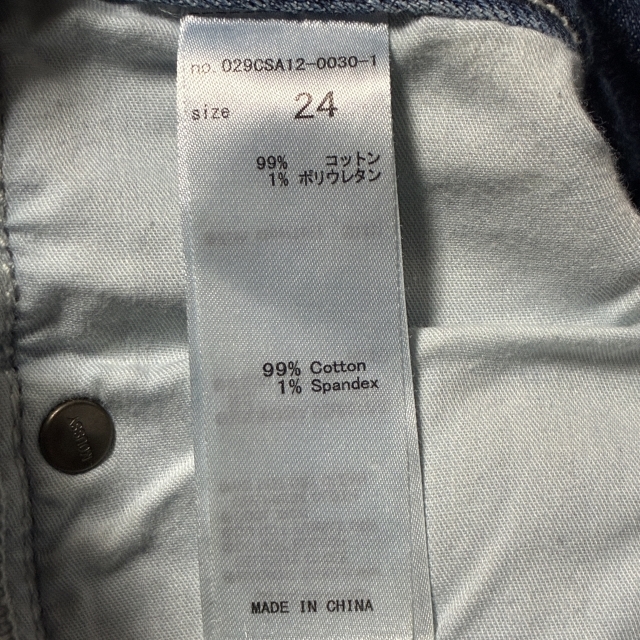 no. 029CSA12-0030-1
size 24
99% コットン
1% ポリウレタン
99% Cotton
1% Spandex
MADE IN CHINA